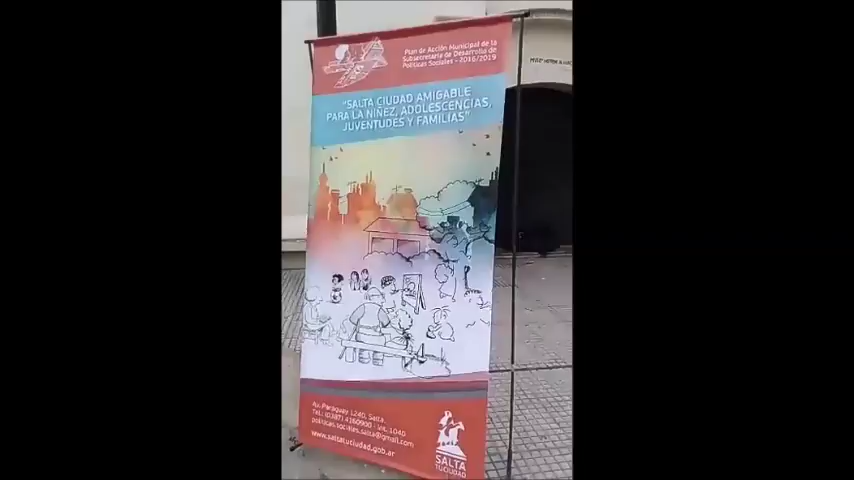 Plan de Acción Municipal de la
Subsecretaría de Desarrollo de
Políticas Sociales - 2016/2019
"SALTA CIUDAD AMIGABLE
PARA LA NIÑEZ, ADOLESCENCIAS,
JUVENTUDES Y FAMILIAS"
Av. Paraguay 1240. Salta.
Tel.: (0387) 4160900 - Int. 1040
politicas.sociales.salta@gmail.com
www.saltatuciudad.gob.ar
SALTA
TU CIUDAD